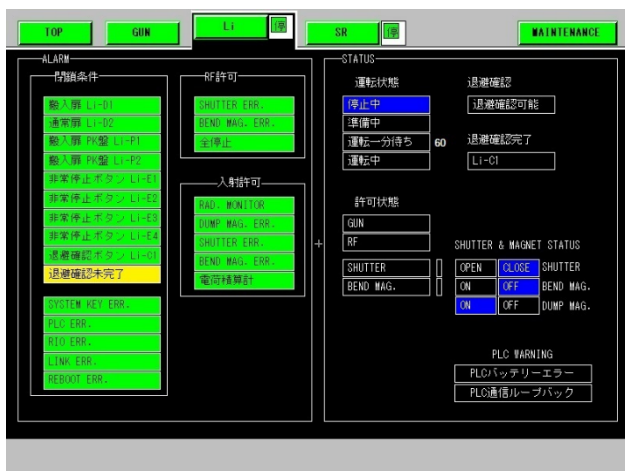 TOP
GUN
Li
停
SR
停
MAINTENANCE
ALARM
閉鎖条件
搬入扉 Li-D1
通常扉 Li-D2
搬入扉 PK盤 Li-P1
搬入扉 PK盤 Li-P2
非常停止ボタン Li-E1
非常停止ボタン Li-E2
非常停止ボタン Li-E3
非常停止ボタン Li-E4
退避確認ボタン Li-C1
退避確認未完了
SYSTEM KEY ERR.
PLC ERR.
RIO ERR.
LINK ERR.
REBOOT ERR.
RF許可
SHUTTER ERR.
BEND MAG. ERR.
全停止
入射許可
RAD. MONITOR
DUMP MAG. ERR.
SHUTTER ERR.
BEND MAG. ERR.
電荷積算計
STATUS
運転状態
停止中
準備中
運転一分待ち 60
運転中
退避確認
退避確認可能
退避確認完了
Li-C1
許可状態
GUN
RF
SHUTTER
BEND MAG.
SHUTTER & MAGNET STATUS
OPEN CLOSE SHUTTER
ON OFF BEND MAG.
ON OFF DUMP MAG.
PLC WARNING
PLCバッテリーエラー
PLC通信ループバック